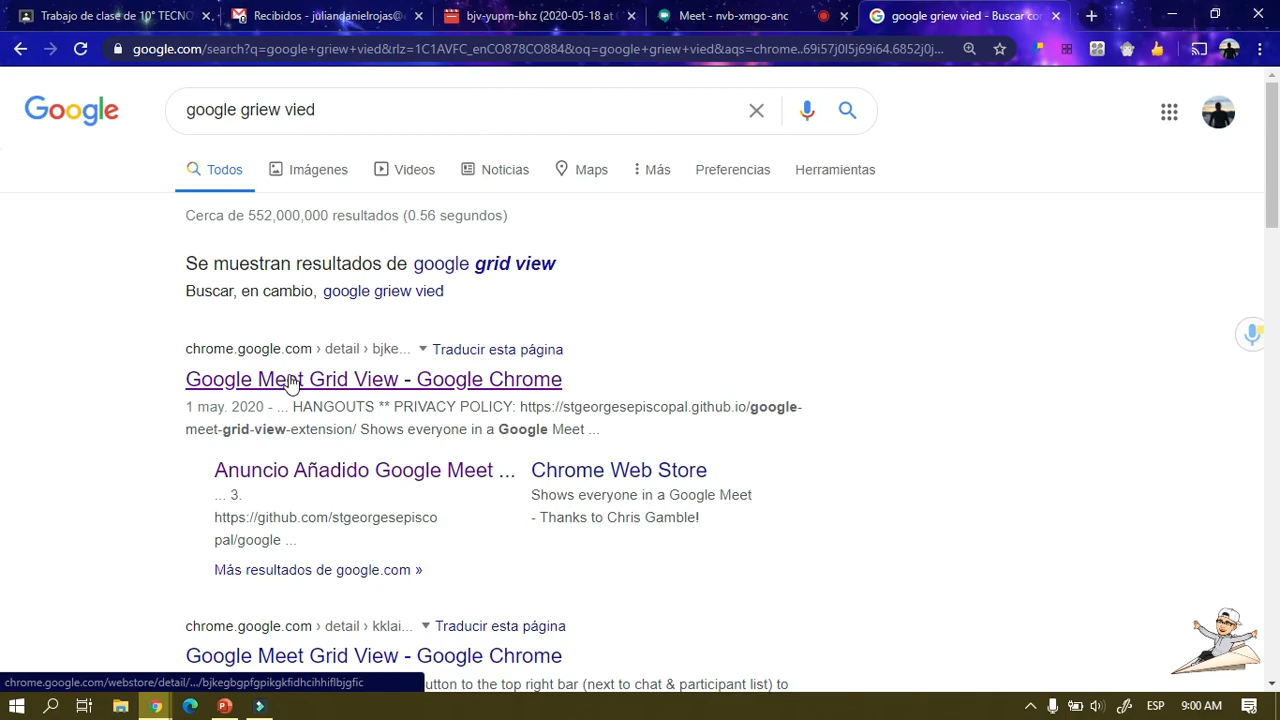 Trabajo de clase de 10° TECNO
Recibidos - juliandanielrojas@
bjv-yupm-bhz (2020-05-18 at
Meet - nvb-xmgo-anc
google griew vied - Buscar co
google.com/search?q=google+griew+vied&rlz=1C1AVFC_enCO878CO884&oq=google+griew+vied&aqs=chrome..69i57j0l5j69i64.6852j0j...
Google
google griew vied
Todos
Imágenes
Videos
Noticias
Maps
Más
Preferencias
Herramientas
Cerca de 552,000,000 resultados (0.56 segundos)
Se muestran resultados de google grid view
Buscar, en cambio, google griew vied
chrome.google.com › detail › bjke... Traducir esta página
Google Meet Grid View - Google Chrome
1 may. 2020 - ... HANGOUTS ** PRIVACY POLICY: https://stgeorgesepiscopal.github.io/google-
meet-grid-view-extension/ Shows everyone in a Google Meet ...
Anuncio Añadido Google Meet ...
... 3.
https://github.com/stgeorgesepisco
pal/google ...
Chrome Web Store
Shows everyone in a Google Meet
- Thanks to Chris Gamble!
Más resultados de google.com »
chrome.google.com › detail › kklai... Traducir esta página
Google Meet Grid View - Google Chrome
utton to the top right bar (next to chat & participant list) to
chrome.google.com/webstore/detail/.../bjkegbgpfgpikgkfidhcihhiflbjgfic
ESP
9:00 AM